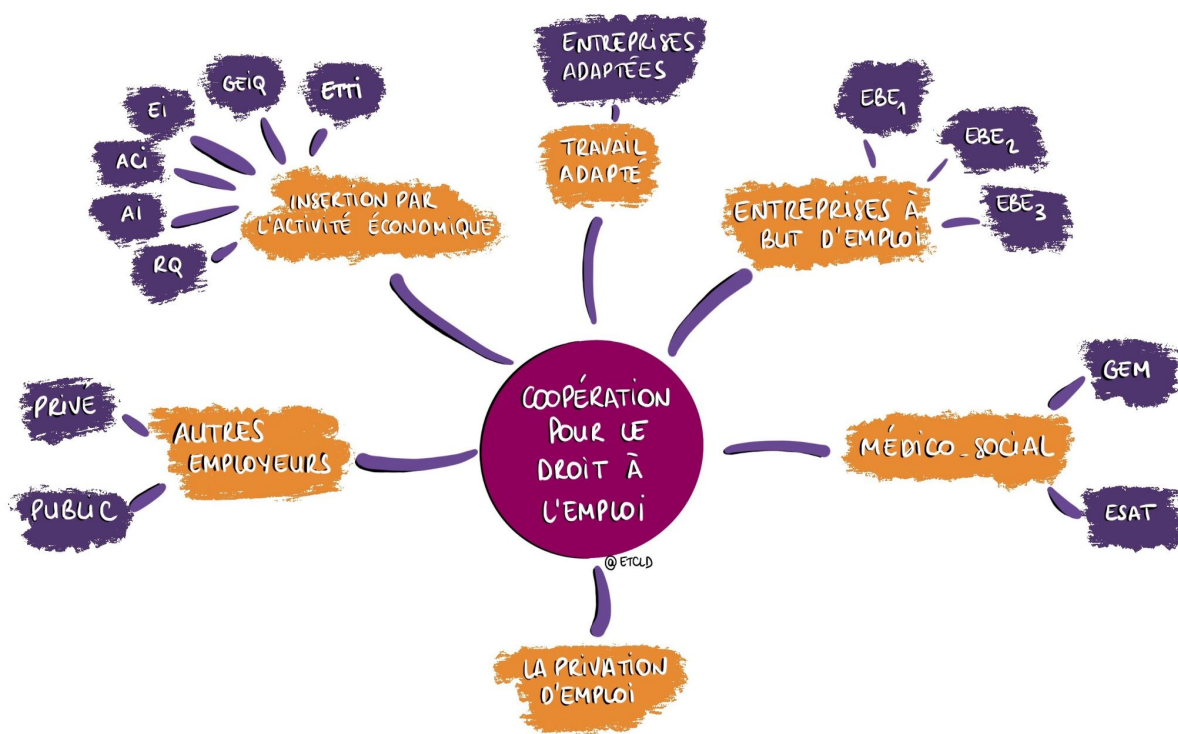 ENTREPRISES
ADAPTÉES
GEiQ
ETTi
Ei
ACi
Ai
RQ
EBE1
EBE2
EBE3
TRAVAIL
ADAPTÉ
INSERTION PAR
L'ACTIVITÉ ÉCONOMIQUE
ENTREPRISES À
BUT D'EMPLOI
COOPÉRATION
POUR LE
DROIT À
L'EMPLOI
@ETCLD
PRIVÉ
PUBLiC
AUTRES
EMPLOYEURS
MÉDICO_SOCIAL
GEM
ESAT
LA PRIVATION
D'EMPLOI